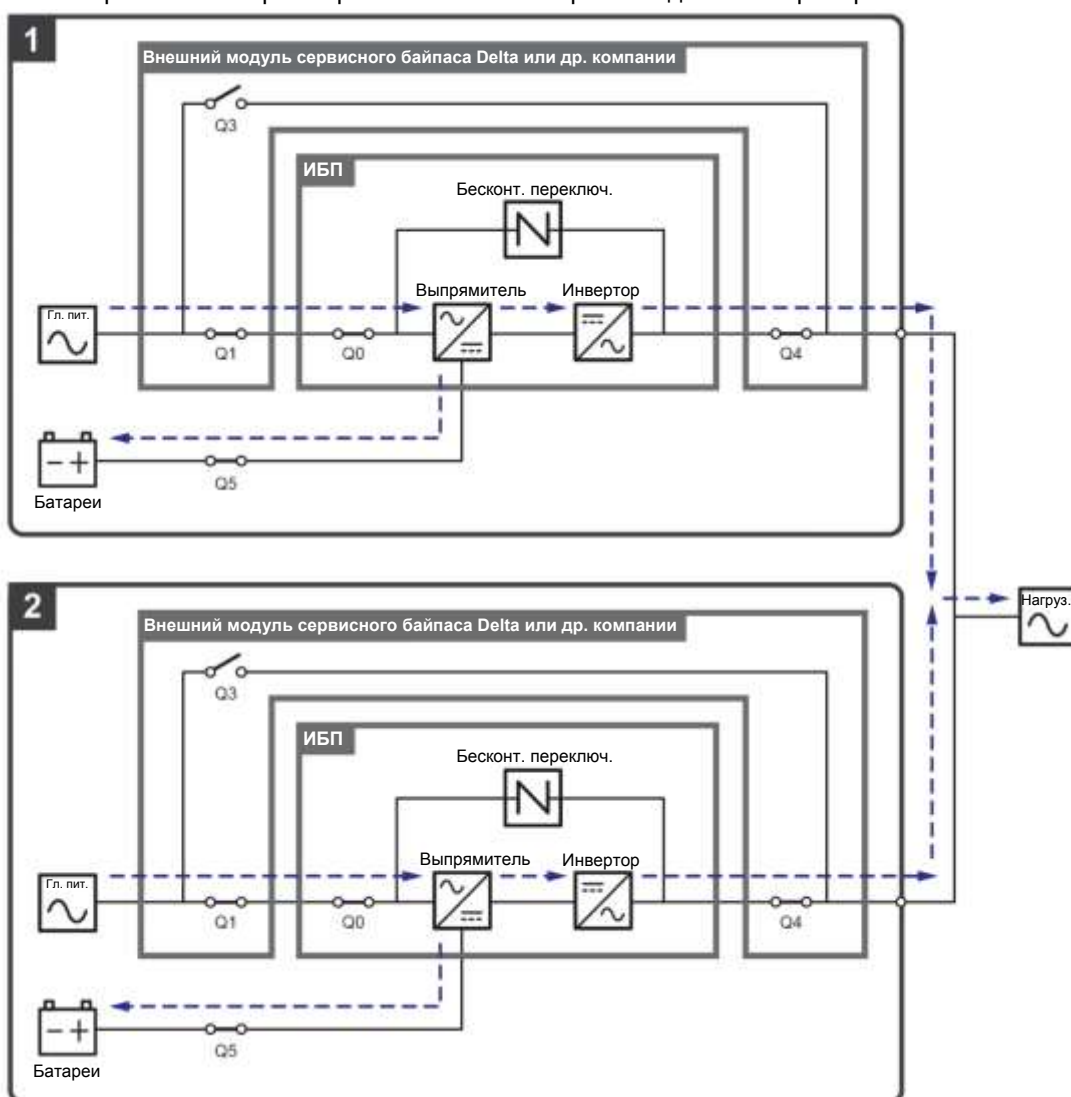 1
Внешний модуль сервисного байпаса Delta или др. компании
Q3
ИБП
Бесконт. переключ.
Выпрямитель
Инвертор
Гл. пит.
Q1
Q0
Q4
Q5
Батареи
2
Внешний модуль сервисного байпаса Delta или др. компании
Q3
ИБП
Бесконт. переключ.
Выпрямитель
Инвертор
Гл. пит.
Q1
Q0
Q4
Q5
Батареи
Нагруз.